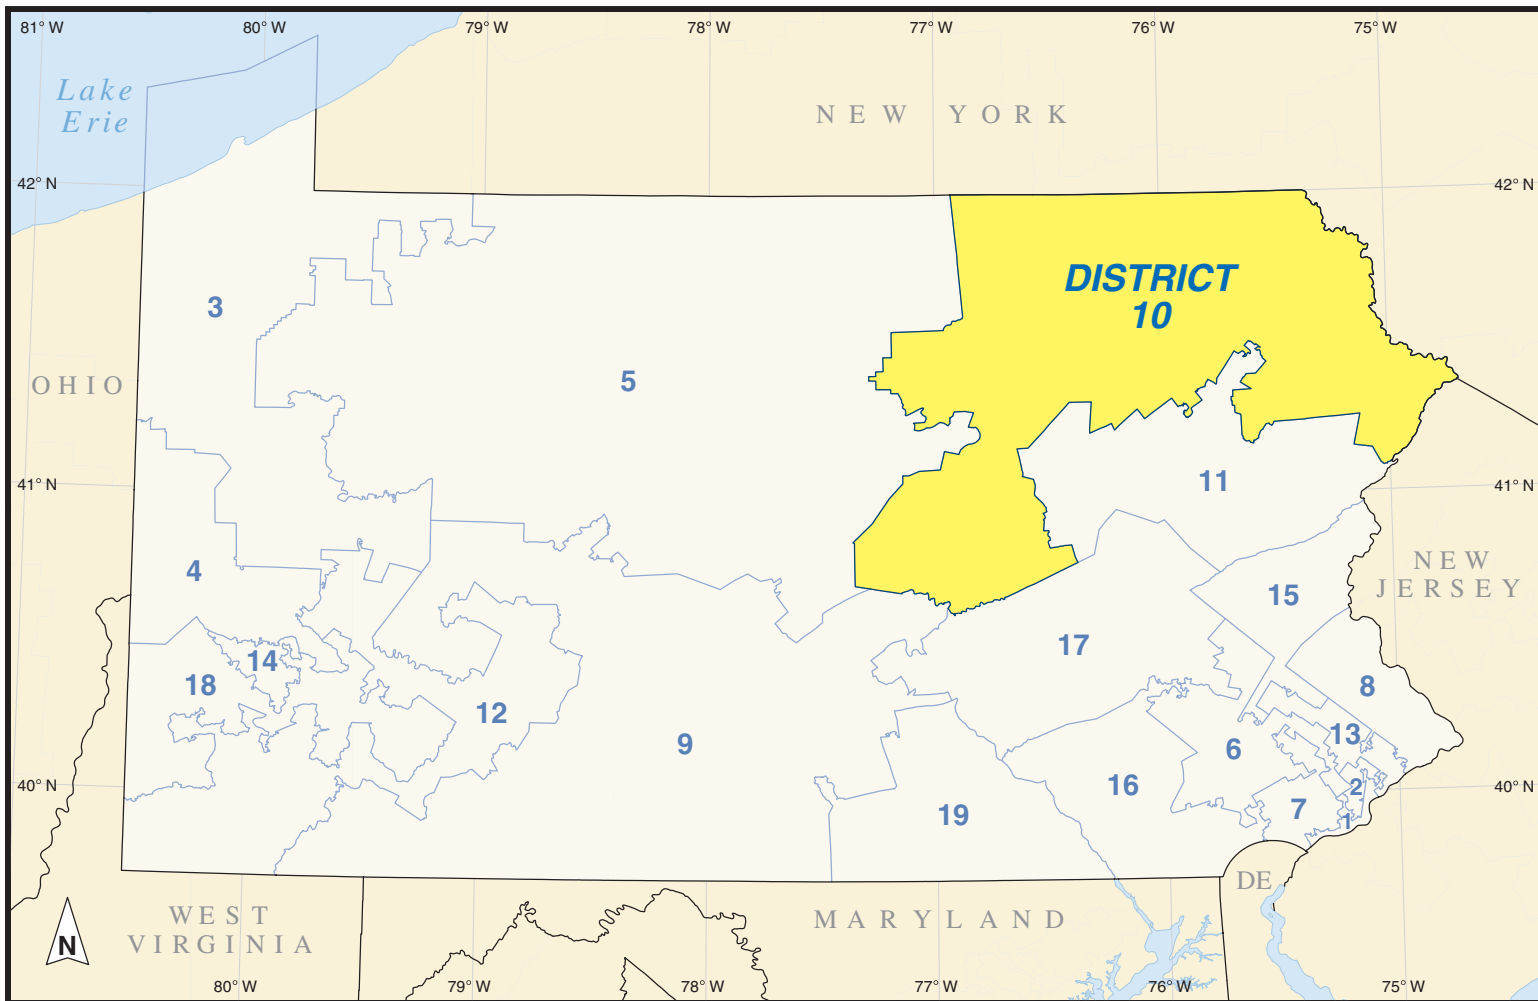 81° W
80° W
79° W
78° W
77° W
76° W
75° W
Lake
Erie
NEW YORK
42° N
42° N
DISTRICT
10
3
OHIO
5
41° N
41° N
11
4
NEW
JERSEY
15
17
14
18
8
12
13
9
6
40° N
16
2
40° N
7
19
1
DE
WEST
VIRGINIA
MARYLAND
N
80° W
79° W
78° W
77° W
76° W
75° W